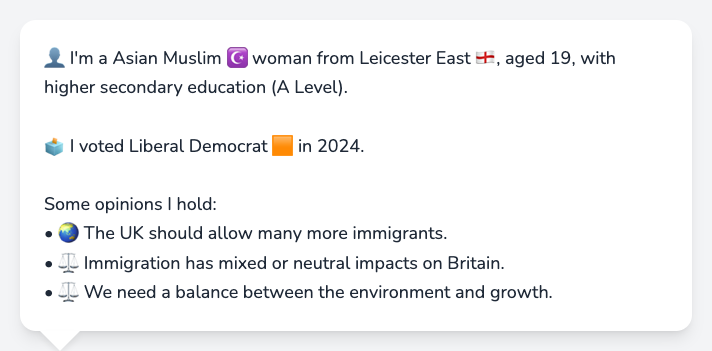 👤 I'm a Asian Muslim ☪️ woman from Leicester East 🏴󠁧󠁢󠁥󠁮󠁧󠁿, aged 19, with
higher secondary education (A Level).
🗳️ I voted Liberal Democrat 🟧 in 2024.
Some opinions I hold:
• 🌏 The UK should allow many more immigrants.
• ⚖️ Immigration has mixed or neutral impacts on Britain.
• ⚖️ We need a balance between the environment and growth.